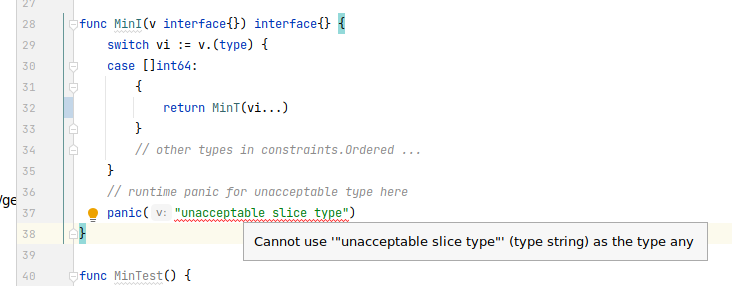 27
28 func MinI(v interface{}) interface{} {
29 switch vi := v.(type) {
30 case []int64:
31 {
32 return MinT(vi...)
33 }
34 // other types in constraints.Ordered ...
35 }
36 // runtime panic for unacceptable type here
/ge
37 panic( v: "unacceptable slice type")
38 }
Cannot use '"unacceptable slice type"' (type string) as the type any
39
40 func MinTest() {